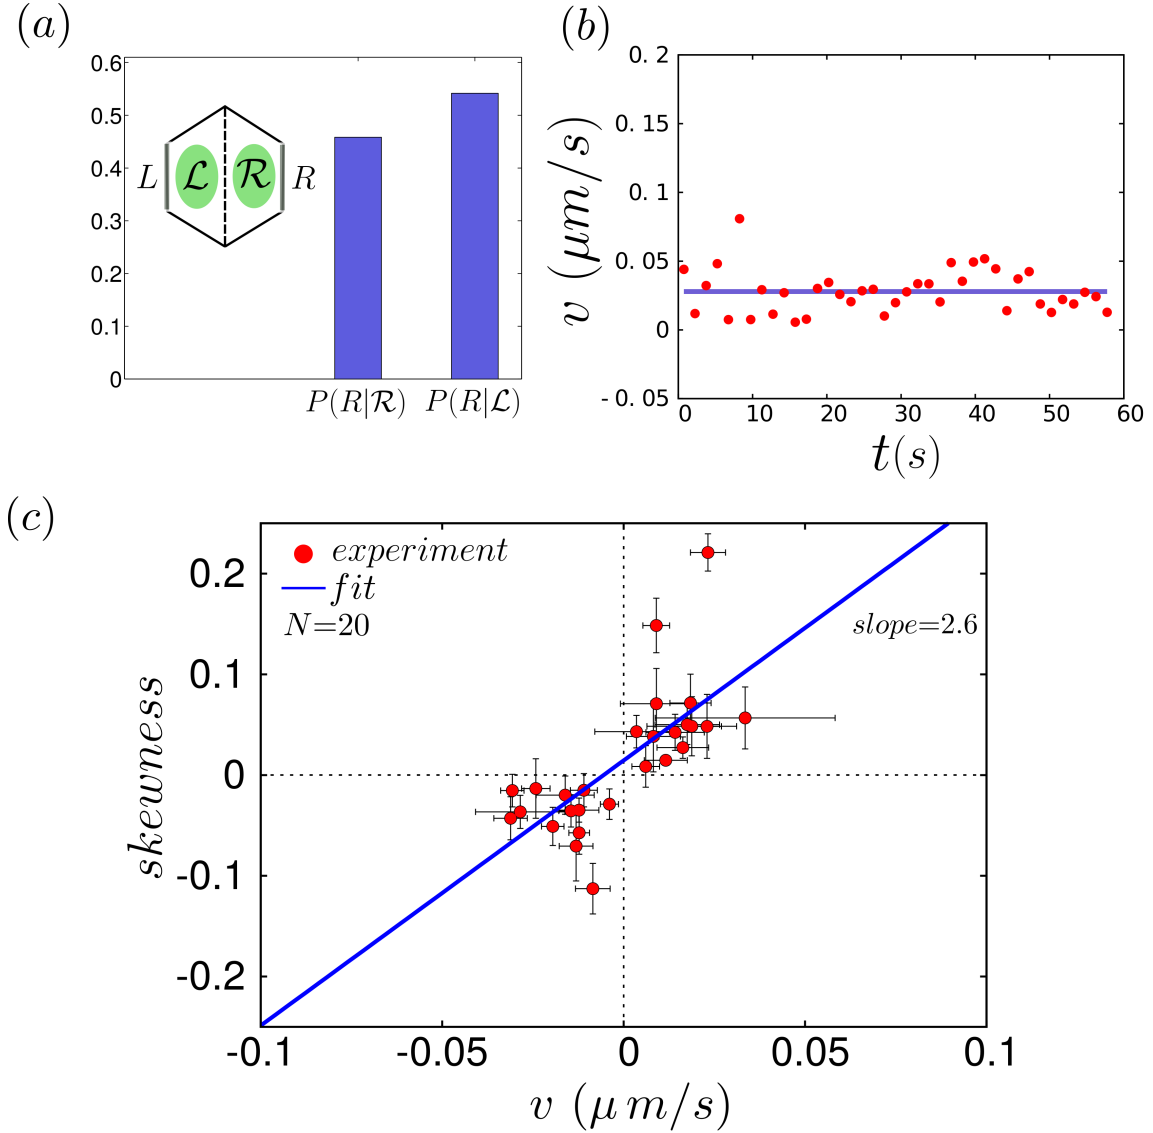 (a)
0.6
0.5
0.4
0.3
0.2
0.1
0
L ℒ ℛ R
P(R|ℛ) P(R|ℒ)
(b)
v (μm/s)
0.2
0.15
0.1
0.05
0
-0.05
0 10 20 30 40 50 60
t(s)
(c)
skewness
0.2
0.1
0
-0.1
-0.2
experiment
fit
N=20
slope=2.6
-0.1 -0.05 0 0.05 0.1
v (μ m/s)